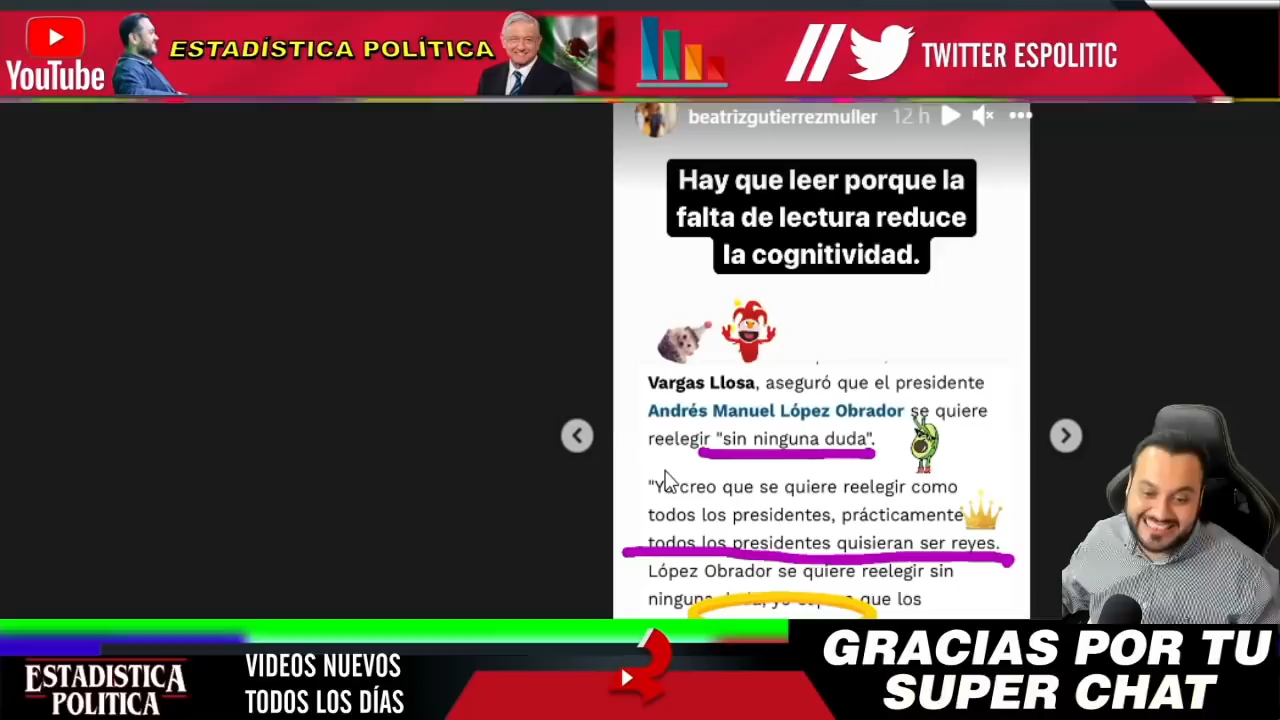 YouTube
ESTADÍSTICA POLÍTICA
TWITTER ESPOLITIC
beatrizgutierrezmuller 12 h
Hay que leer porque la
falta de lectura reduce
la cognitividad.
Vargas Llosa, aseguró que el presidente
Andrés Manuel López Obrador se quiere
reelegir "sin ninguna duda".
"Yo creo que se quiere reelegir como
todos los presidentes, prácticamente
todos los presidentes quisieran ser reyes.
López Obrador se quiere reelegir sin
que los
ESTADISTICA
POLITICA
VIDEOS NUEVOS
TODOS LOS DÍAS
GRACIAS POR TU
SUPER CHAT